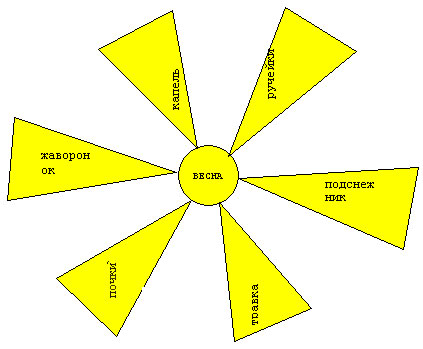 капель
ручейки
жаворон
ок
ВЕСНА
подснеж
ник
почки
травка